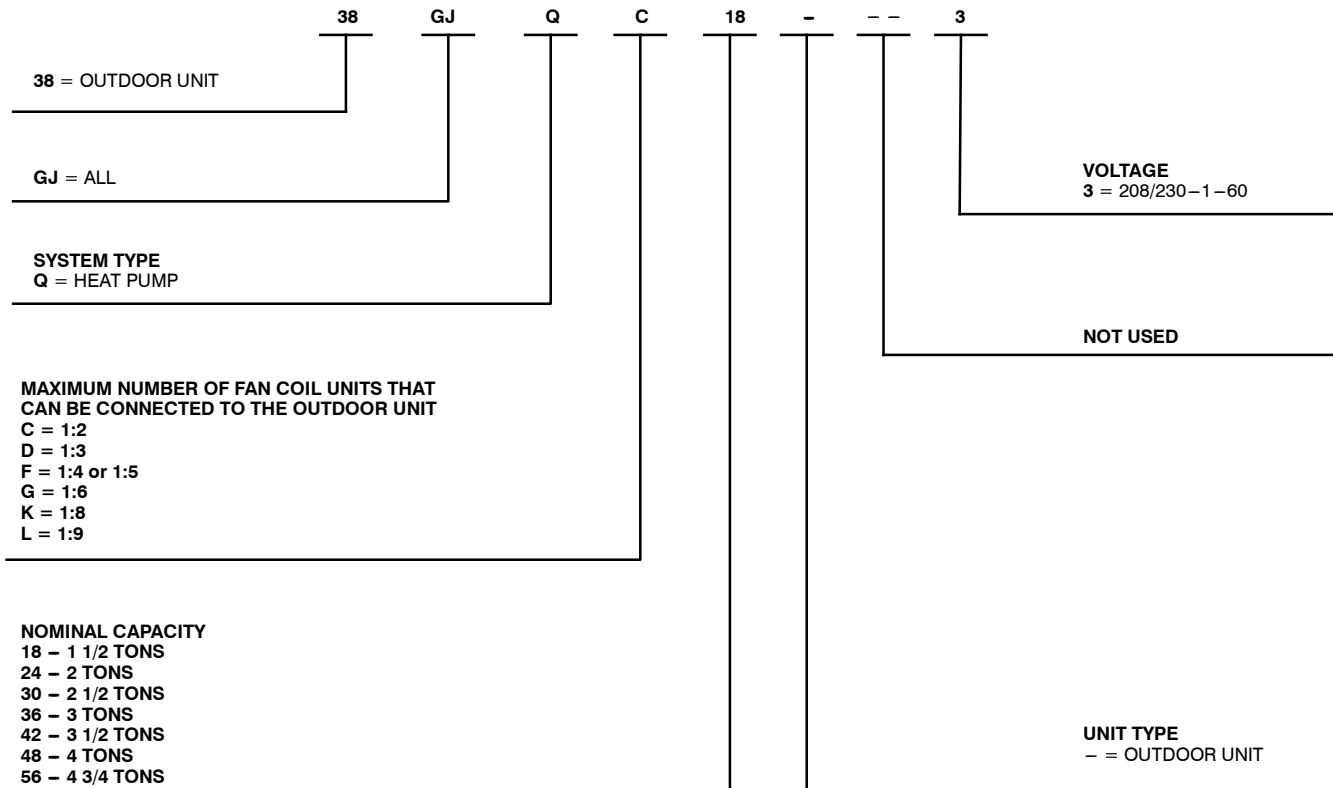 38 GJ Q C 18 - - - 3
38 = OUTDOOR UNIT
GJ = ALL
SYSTEM TYPE
Q = HEAT PUMP
MAXIMUM NUMBER OF FAN COIL UNITS THAT
CAN BE CONNECTED TO THE OUTDOOR UNIT
C = 1:2
D = 1:3
F = 1:4 or 1:5
G = 1:6
K = 1:8
L = 1:9
NOMINAL CAPACITY
18 - 1 1/2 TONS
24 - 2 TONS
30 - 2 1/2 TONS
36 - 3 TONS
42 - 3 1/2 TONS
48 - 4 TONS
56 - 4 3/4 TONS
VOLTAGE
3 = 208/230-1-60
NOT USED
UNIT TYPE
- = OUTDOOR UNIT